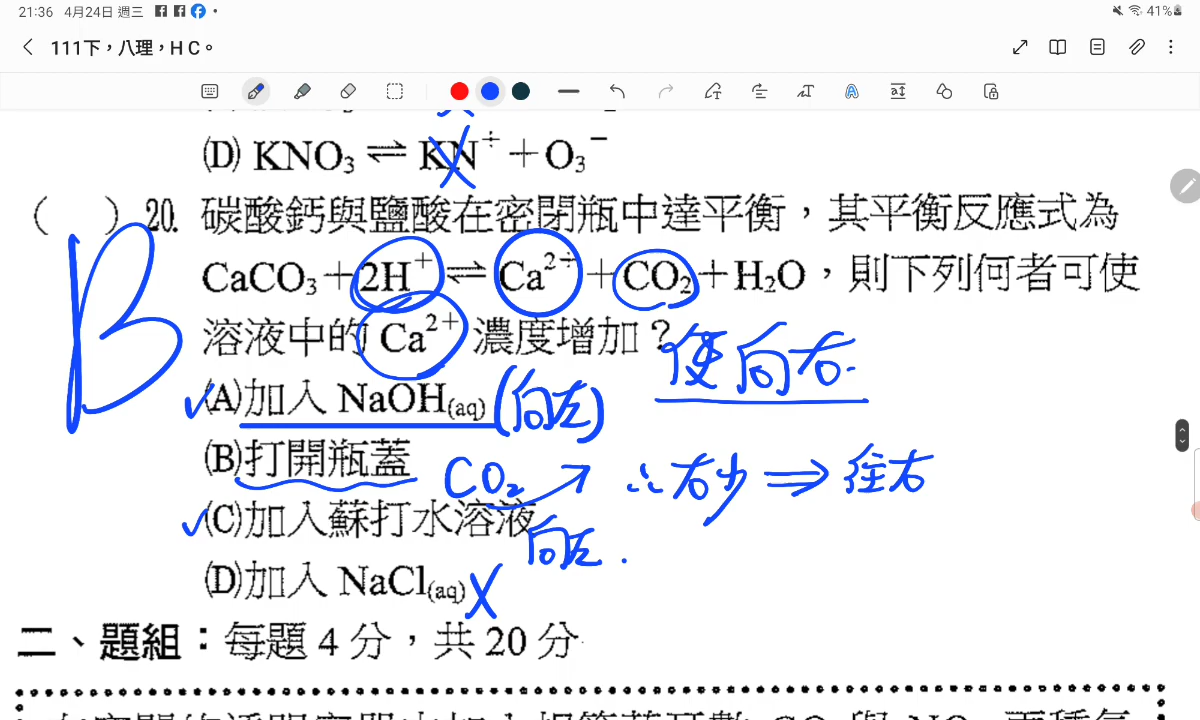 21:36 4月24日 週三 41%
111下,八理,H C。
(D) KNO₃ ⇌ KN⁺ + O₃⁻
( ) 20. 碳酸鈣與鹽酸在密閉瓶中達平衡,其平衡反應式為
CaCO₃+2H⁺ ⇌ Ca²⁺+CO₂+H₂O,則下列何者可使
溶液中的 Ca²⁺ 濃度增加?
使向右
B
(A)加入 NaOH(aq) (向左)
(B)打開瓶蓋 CO₂↗ ∴右少⇒往右
(C)加入蘇打水溶液 向左.
(D)加入 NaCl(aq) X
二、題組:每題 4 分,共 20 分